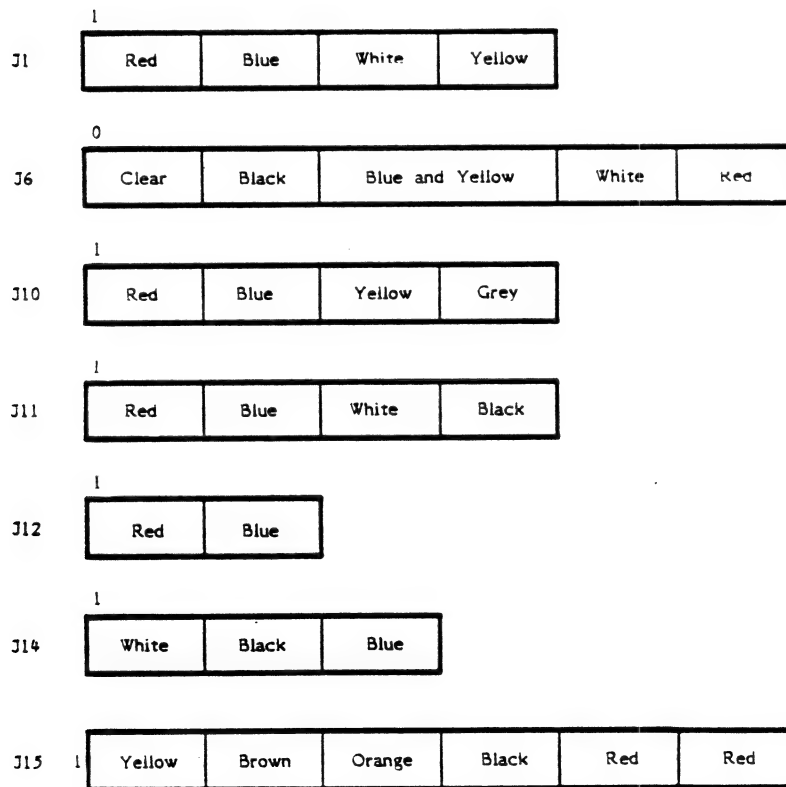 1
J1 Red Blue White Yellow
0
J6 Clear Black Blue and Yellow White Red
1
J10 Red Blue Yellow Grey
1
J11 Red Blue White Black
1
J12 Red Blue
1
J14 White Black Blue
J15 1 Yellow Brown Orange Black Red Red